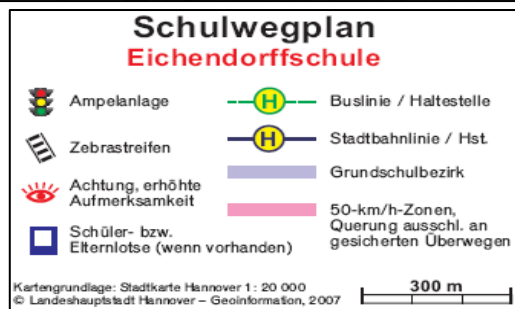 Schulwegplan
Eichendorffschule
Ampelanlage
Zebrastreifen
Achtung, erhöhte
Aufmerksamkeit
Schüler- bzw.
Elternlotse (wenn vorhanden)
H Buslinie / Haltestelle
H Stadtbahnlinie / Hst.
Grundschulbezirk
50-km/h-Zonen,
Querung ausschl. an
gesicherten Überwegen
Kartengrundlage: Stadtkarte Hannover 1 : 20 000
© Landeshauptstadt Hannover – Geoinformation, 2007
300 m